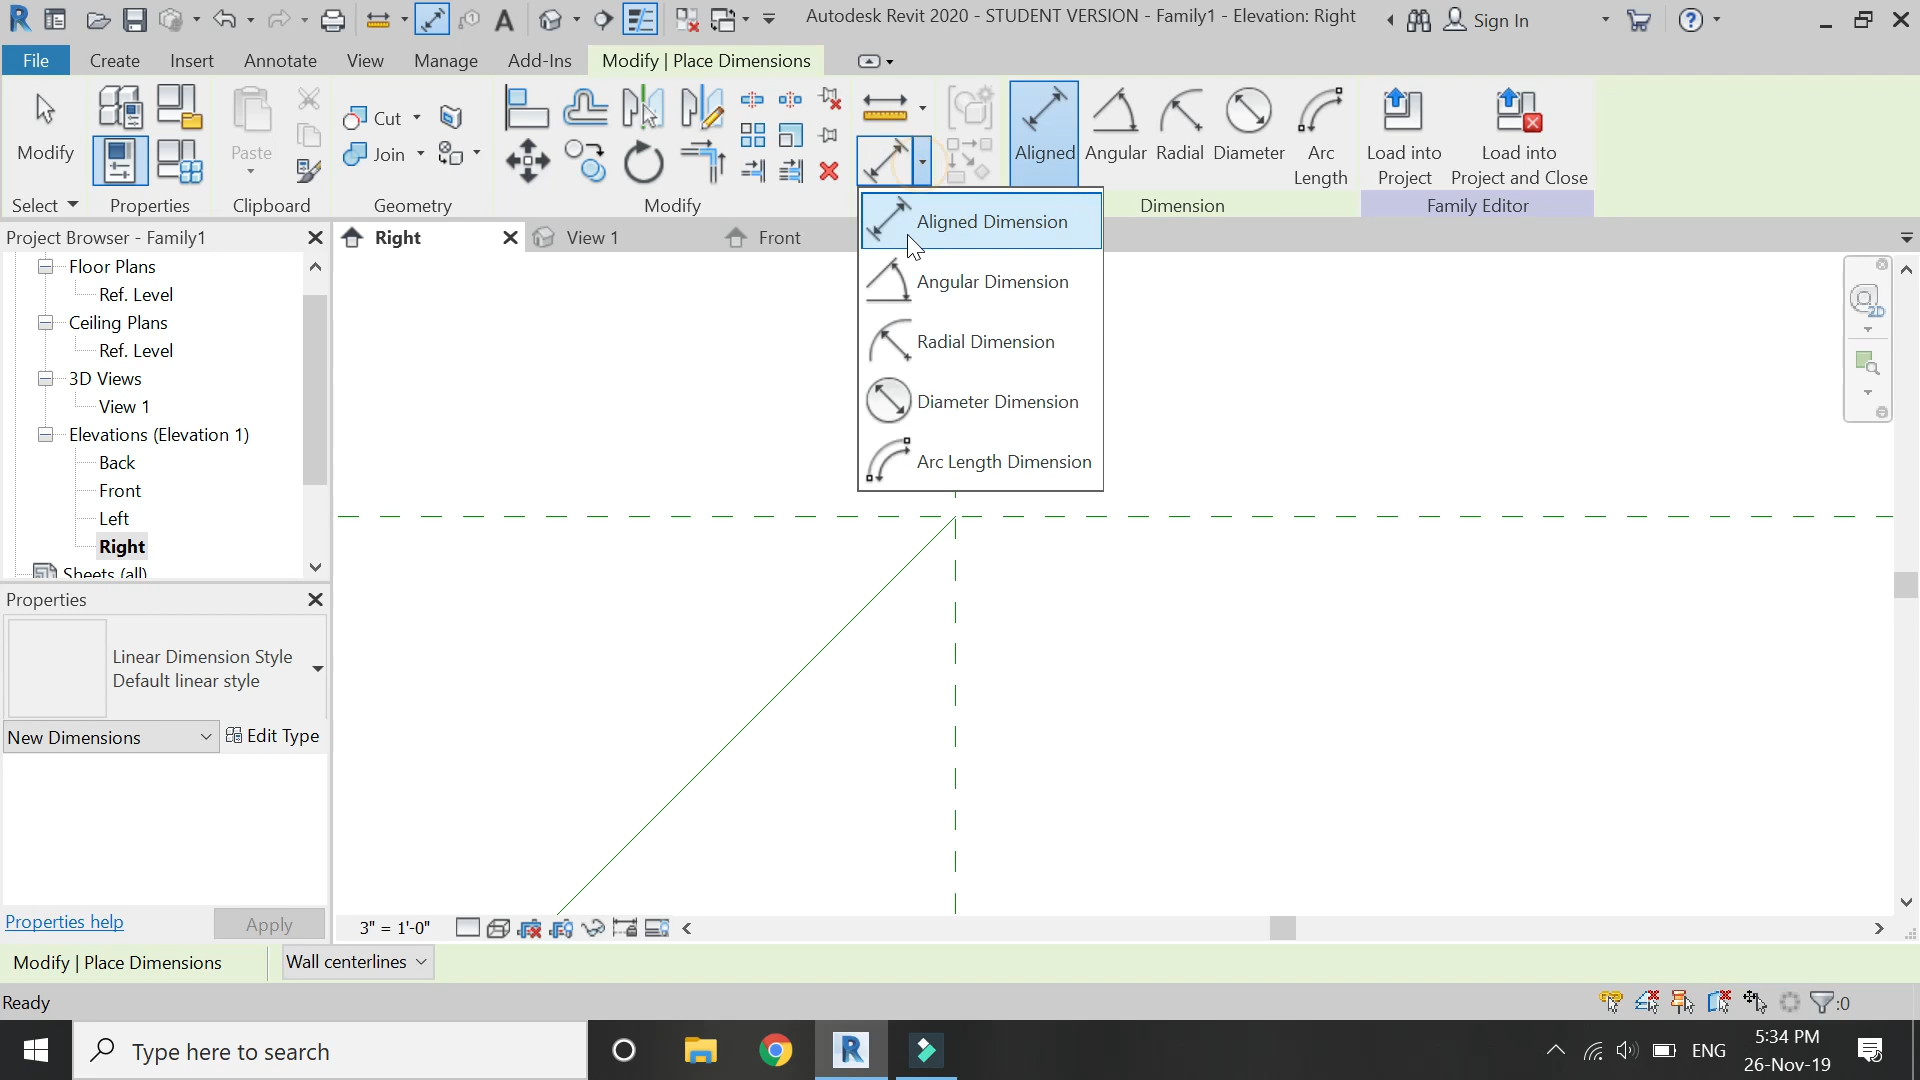 Autodesk Revit 2020 - STUDENT VERSION - Family1 - Elevation: Right
Sign In
File
Create
Insert
Annotate
View
Manage
Add-Ins
Modify | Place Dimensions
Modify
Paste
Cut
Join
Aligned
Angular
Radial
Diameter
Arc
Length
Load into
Project
Load into
Project and Close
Select
Properties
Clipboard
Geometry
Modify
Dimension
Family Editor
Aligned Dimension
Angular Dimension
Radial Dimension
Diameter Dimension
Arc Length Dimension
Project Browser - Family1
Right
View 1
Front
Floor Plans
Ref. Level
Ceiling Plans
Ref. Level
3D Views
View 1
Elevations (Elevation 1)
Back
Front
Left
Right
Sheets (all)
2D
Properties
Linear Dimension Style
Default linear style
New Dimensions
Edit Type
Properties help
Apply
3" = 1'-0"
Modify | Place Dimensions
Wall centerlines
Ready
:0
Type here to search
ENG
5:34 PM
26-Nov-19